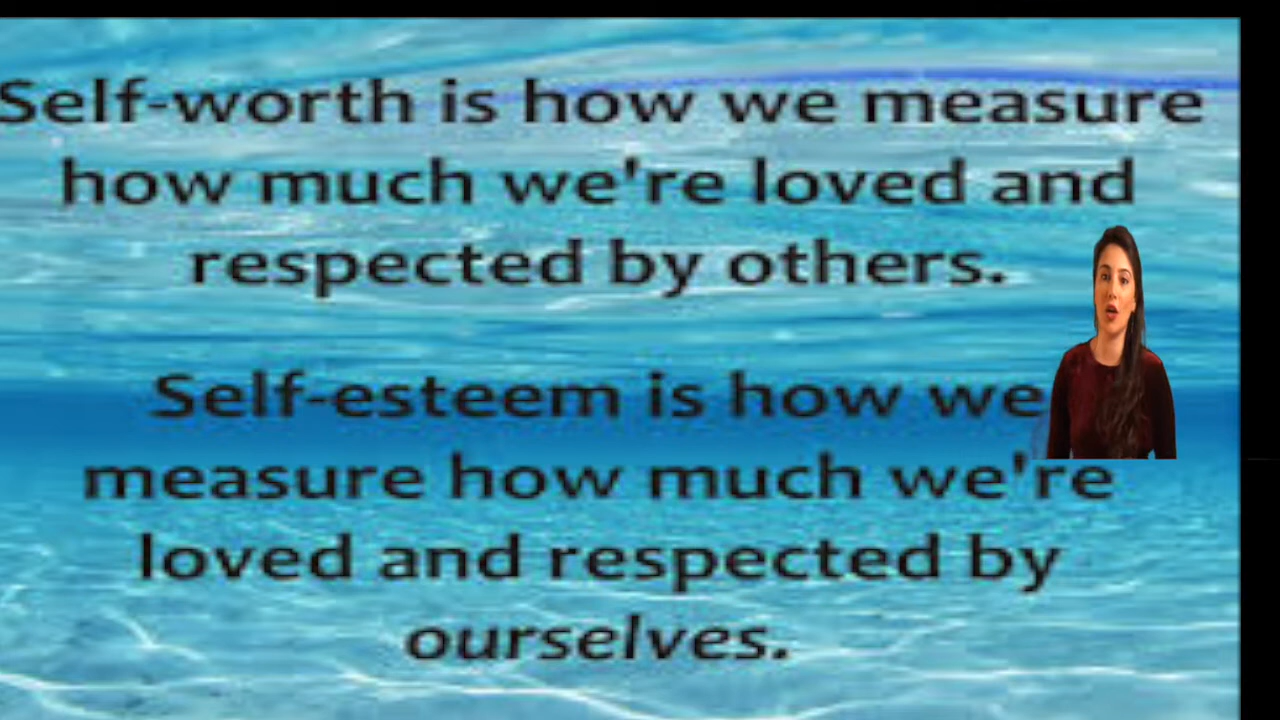 Self-worth is how we measure
how much we're loved and
respected by others.
Self-esteem is how we
measure how much we're
loved and respected by
ourselves.